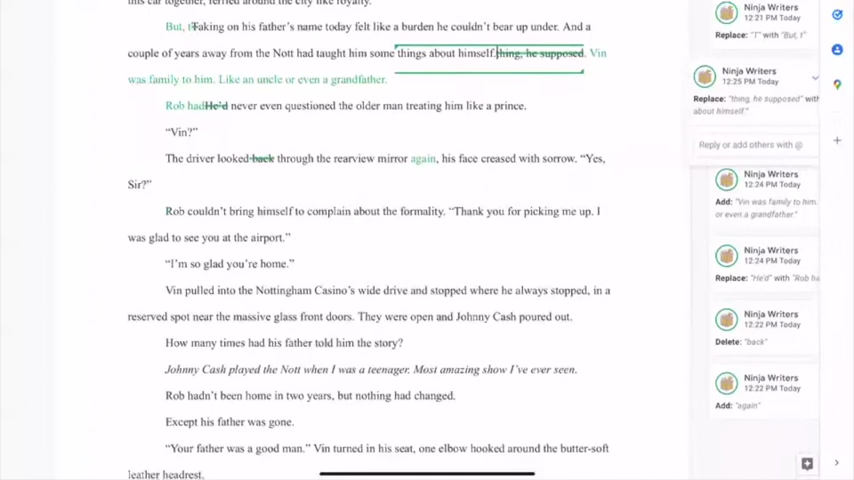 this car together, ferried around the city like royalty.
But, tTaking on his father's name today felt like a burden he couldn't bear up under. And a
couple of years away from the Nott had taught him some things about himself.thing, he supposed. Vin
was family to him. Like an uncle or even a grandfather.
Rob hadHe'd never even questioned the older man treating him like a prince.
"Vin?"
The driver looked back through the rearview mirror again, his face creased with sorrow. "Yes,
Sir?"
Rob couldn't bring himself to complain about the formality. "Thank you for picking me up. I
was glad to see you at the airport."
"I'm so glad you're home."
Vin pulled into the Nottingham Casino's wide drive and stopped where he always stopped, in a
reserved spot near the massive glass front doors. They were open and Johnny Cash poured out.
How many times had his father told him the story?
Johnny Cash played the Nott when I was a teenager. Most amazing show I've ever seen.
Rob hadn't been home in two years, but nothing had changed.
Except his father was gone.
"Your father was a good man." Vin turned in his seat, one elbow hooked around the butter-soft
leather headrest.
Ninja Writers
12:21 PM Today
Replace: "T" with "But, t"
Ninja Writers
12:25 PM Today
Replace: "thing, he supposed" with
about himself."
Reply or add others with @
Ninja Writers
12:24 PM Today
Add: "Vin was family to him.
or even a grandfather."
Ninja Writers
12:24 PM Today
Replace: "He'd" with "Rob ha
Ninja Writers
12:22 PM Today
Delete: "back"
Ninja Writers
12:22 PM Today
Add: "again"